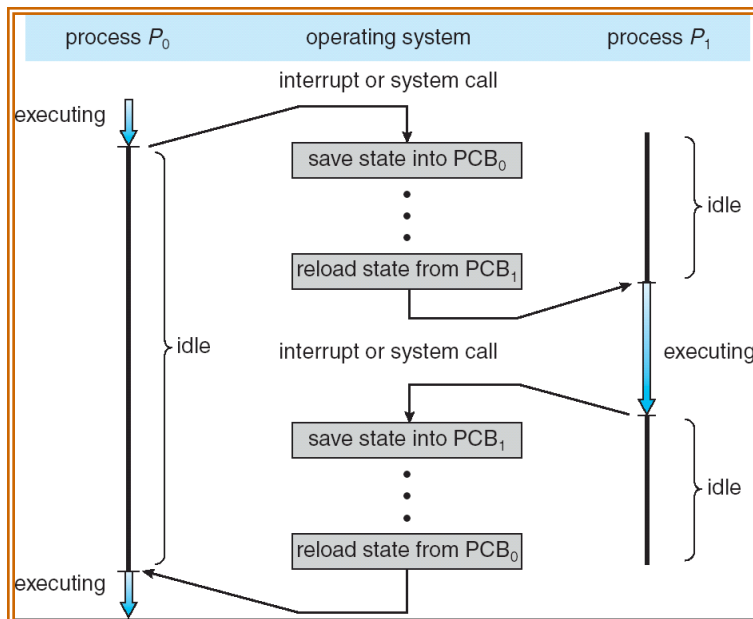 process P0
operating system
process P1
interrupt or system call
executing
save state into PCB0
idle
reload state from PCB1
idle
interrupt or system call
executing
save state into PCB1
idle
reload state from PCB0
executing